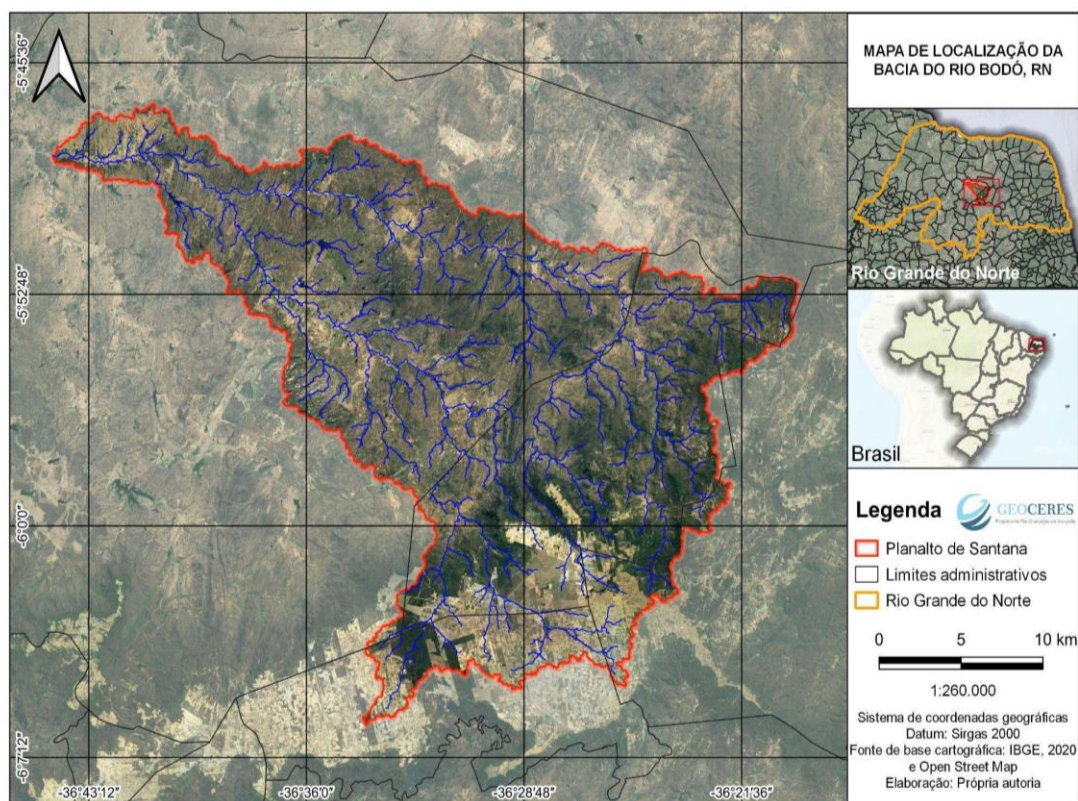 MAPA DE LOCALIZAÇÃO DA
BACIA DO RIO BODÓ, RN
-5°45'36"
-5°52'48"
-6°0'0"
-6°7'12"
-36°43'12"
-36°36'0"
-36°28'48"
-36°21'36"
Rio Grande do Norte
Brasil
Legenda
GEOCERES
Planalto de Santana
Limites administrativos
Rio Grande do Norte
0 5 10 km
1:260.000
Sistema de coordenadas geográficas
Datum: Sirgas 2000
Fonte de base cartográfica: IBGE, 2020
e Open Street Map
Elaboração: Própria autoria